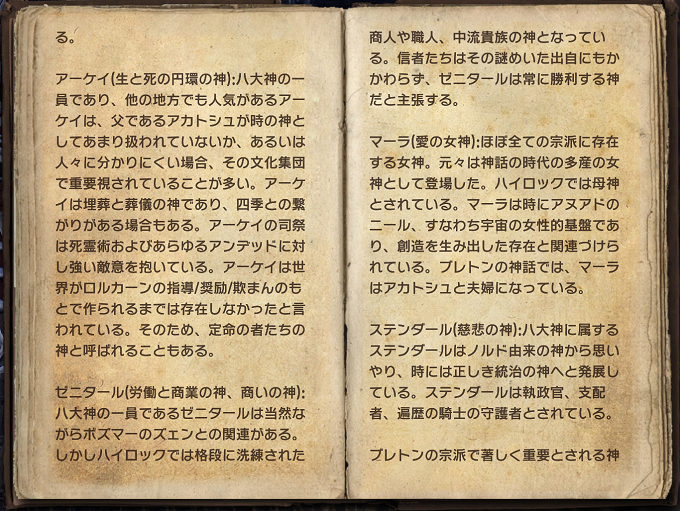 る。
アーケイ(生と死の円環の神):八大神の一
員であり、他の地方でも人気があるアー
ケイは、父であるアカトシュが時の神と
してあまり扱われていないか、あるいは
人々に分かりにくい場合、その文化集団
で重要視されていることが多い。アーケ
イは埋葬と葬儀の神であり、四季との繋
がりがある場合もある。アーケイの司祭
は死霊術およびあらゆるアンデッドに対
し強い敵意を抱いている。アーケイは世
界がロルカーンの指導/奨励/欺まんのも
とで作られるまでは存在しなかったと言
われている。そのため、定命の者たちの
神と呼ばれることもある。
ゼニタール(労働と商業の神、商いの神):
八大神の一員であるゼニタールは当然な
がらボズマーのズェンとの関連がある。
しかしハイロックでは格段に洗練された
商人や職人、中流貴族の神となってい
る。信者たちはその謎めいた出自にもか
かわらず、ゼニタールは常に勝利する神
だと主張する。
マーラ(愛の女神):ほぼ全ての宗派に存在
する女神。元々は神話の時代の多産の女
神として登場した。ハイロックでは母神
とされている。マーラは時にアヌアドの
ニール、すなわち宇宙の女性的基盤であ
り、創造を生み出した存在と関連づけら
れている。ブレトンの神話では、マーラ
はアカトシュと夫婦になっている。
ステンダール(慈悲の神):八大神に属する
ステンダールはノルド由来の神から思い
やり、時には正しき統治の神へと発展し
ている。ステンダールは執政官、支配
者、遍歴の騎士の守護者とされている。
ブレトンの宗派で著しく重要とされる神